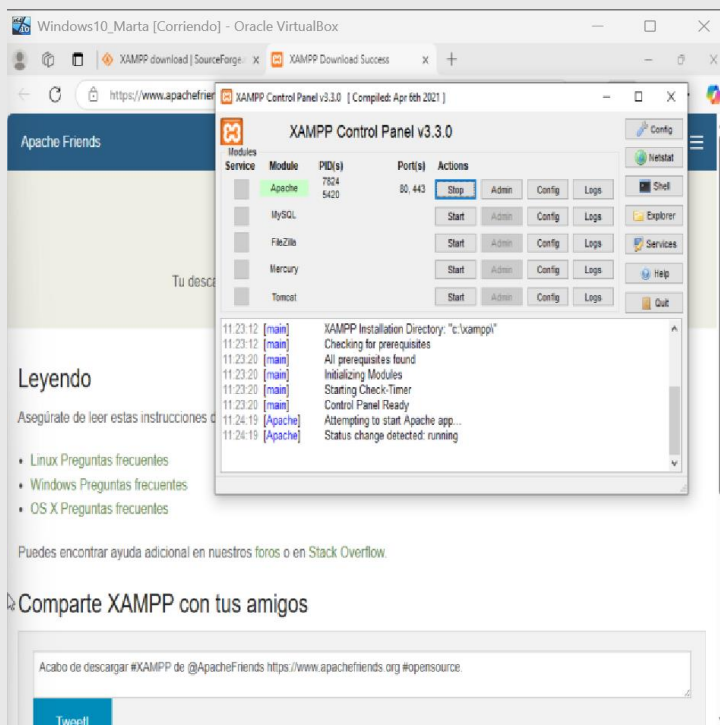 Windows10_Marta [Corriendo] - Oracle VirtualBox
XAMPP download | SourceForge
XAMPP Download Success
https://www.apachefrier
Apache Friends
XAMPP Control Panel v3.3.0 [ Compiled: Apr 6th 2021 ]
XAMPP Control Panel v3.3.0
Config
Modules
Service Module PID(s) Port(s) Actions
Netstat
Apache 7824 5420 80, 443 Stop Admin Config Logs
Shell
MySQL Start Admin Config Logs
Explorer
FileZilla Start Admin Config Logs
Services
Mercury Start Admin Config Logs
Help
Tomcat Start Admin Config Logs
Quit
11:23:12 [main] XAMPP Installation Directory: "c:\xampp\"
11:23:12 [main] Checking for prerequisites
11:23:20 [main] All prerequisites found
11:23:20 [main] Initializing Modules
11:23:20 [main] Starting Check-Timer
11:23:20 [main] Control Panel Ready
11:24:19 [Apache] Attempting to start Apache app...
11:24:19 [Apache] Status change detected: running
Tu desca
Leyendo
Asegúrate de leer estas instrucciones d
• Linux Preguntas frecuentes
• Windows Preguntas frecuentes
• OS X Preguntas frecuentes
Puedes encontrar ayuda adicional en nuestros foros o en Stack Overflow.
Comparte XAMPP con tus amigos
Acabo de descargar #XAMPP de @ApacheFriends https://www.apachefriends.org #opensource.
Tweet!